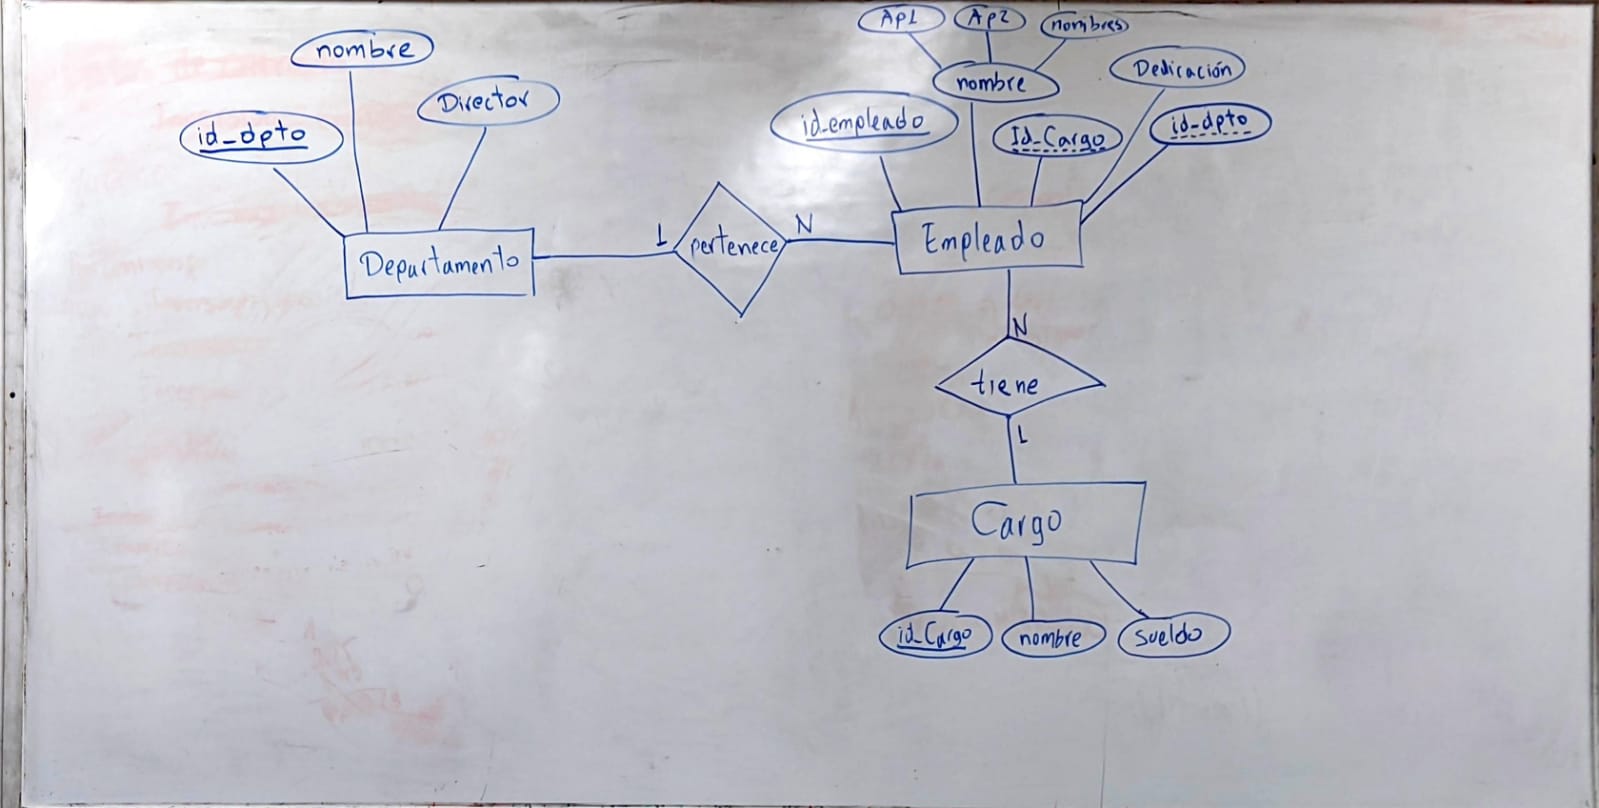 Ap1
Ap2
nombres
nombre
Director
id_dpto
nombre
Dedicación
id_empleado
Id_Cargo
id_dpto
Departamento
1
pertenece
N
Empleado
N
tiene
1
Cargo
id_Cargo
nombre
sueldo